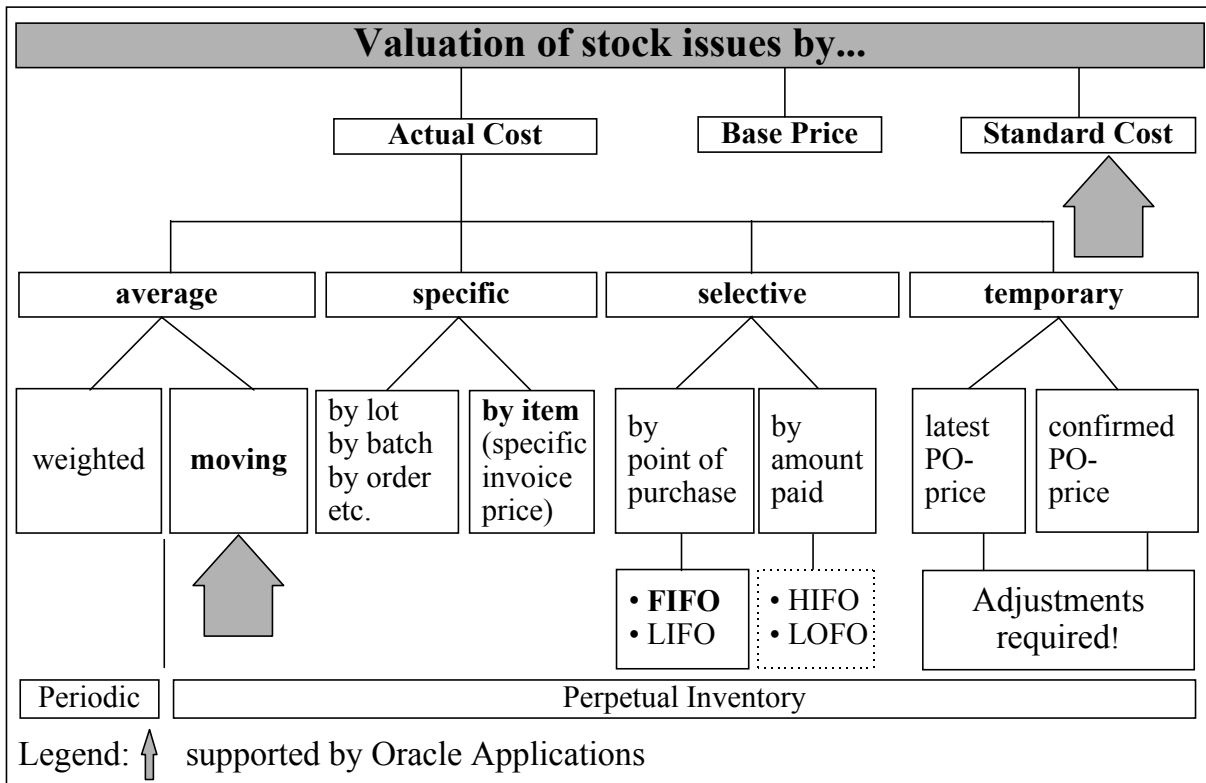 Valuation of stock issues by...
Actual Cost
Base Price
Standard Cost
average
specific
selective
temporary
weighted
moving
by lot
by batch
by order
etc.
by item
(specific
invoice
price)
by
point of
purchase
by
amount
paid
latest
PO-
price
confirmed
PO-
price
• FIFO
• LIFO
• HIFO
• LOFO
Adjustments
required!
Periodic
Perpetual Inventory
Legend: supported by Oracle Applications